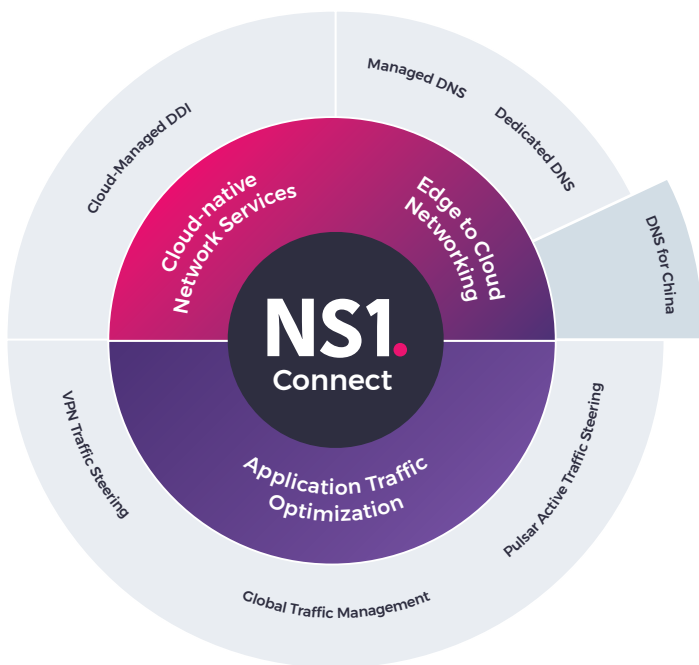 Managed DNS
Dedicated DNS
Cloud-Managed DDI
Cloud-native
Network Services
Edge to Cloud
Networking
DNS for China
NS1.
Connect
VPN Traffic Steering
Pulsar Active Traffic Steering
Application Traffic
Optimization
Global Traffic Management